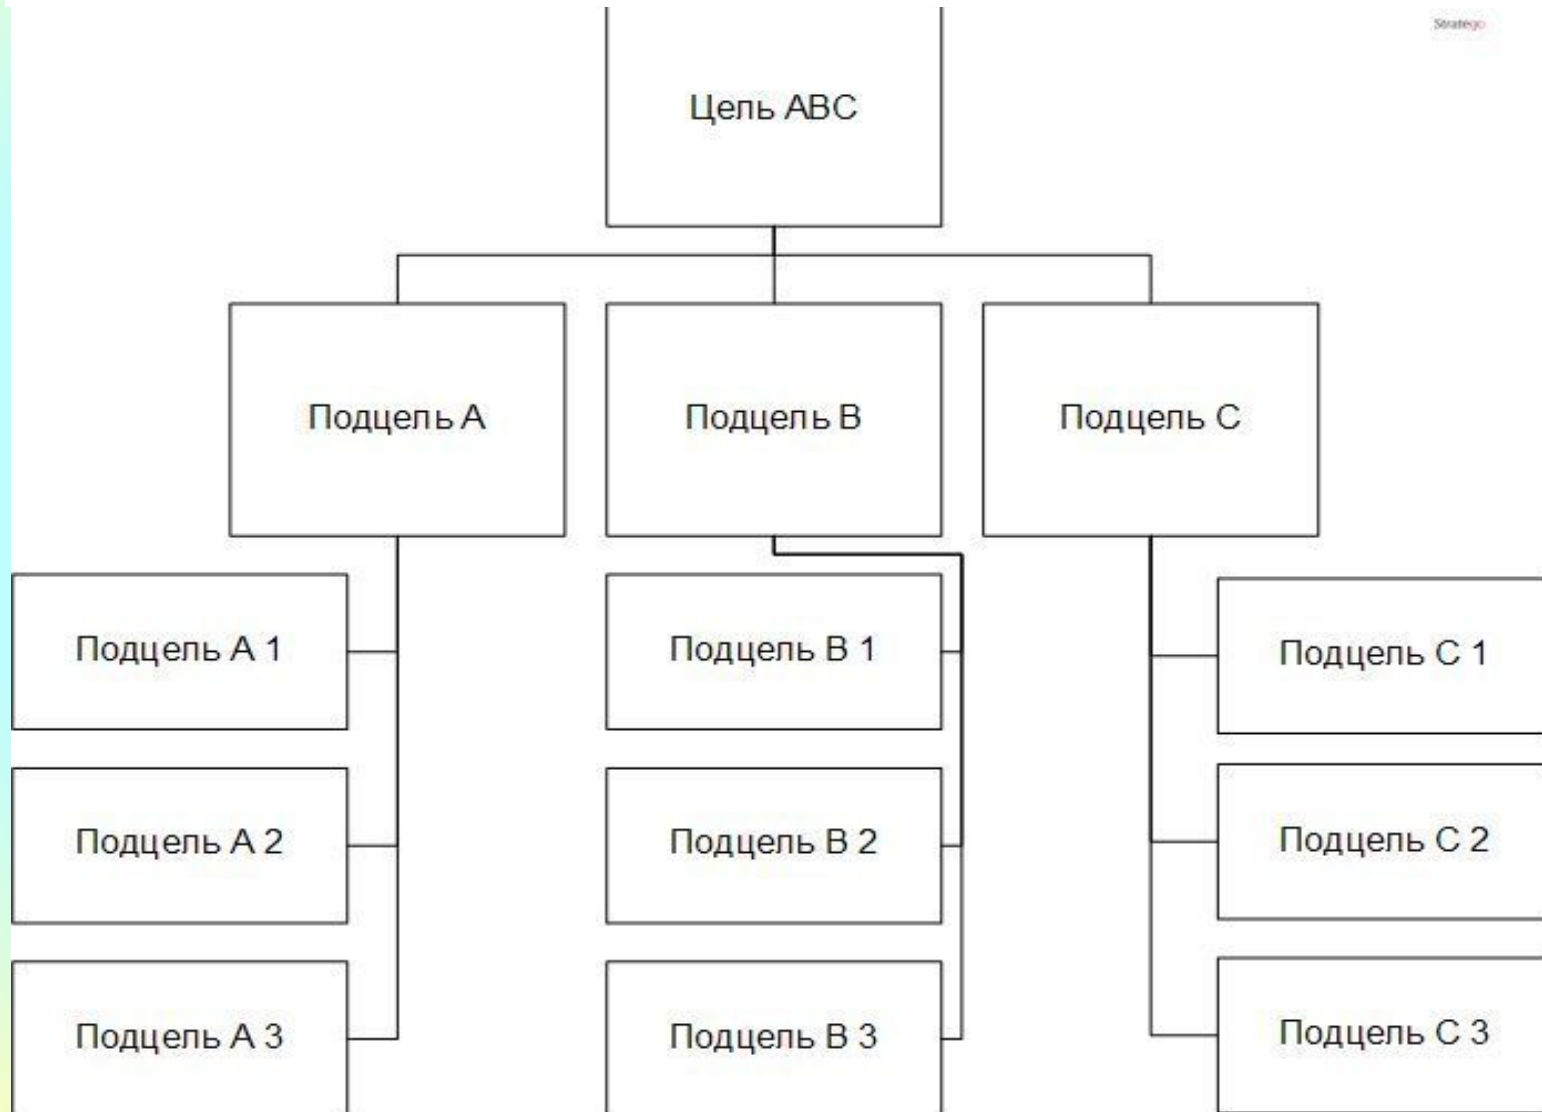 Stratego
Цель ABC
Подцель A
Подцель B
Подцель C
Подцель A 1
Подцель B 1
Подцель C 1
Подцель A 2
Подцель B 2
Подцель C 2
Подцель A 3
Подцель B 3
Подцель C 3